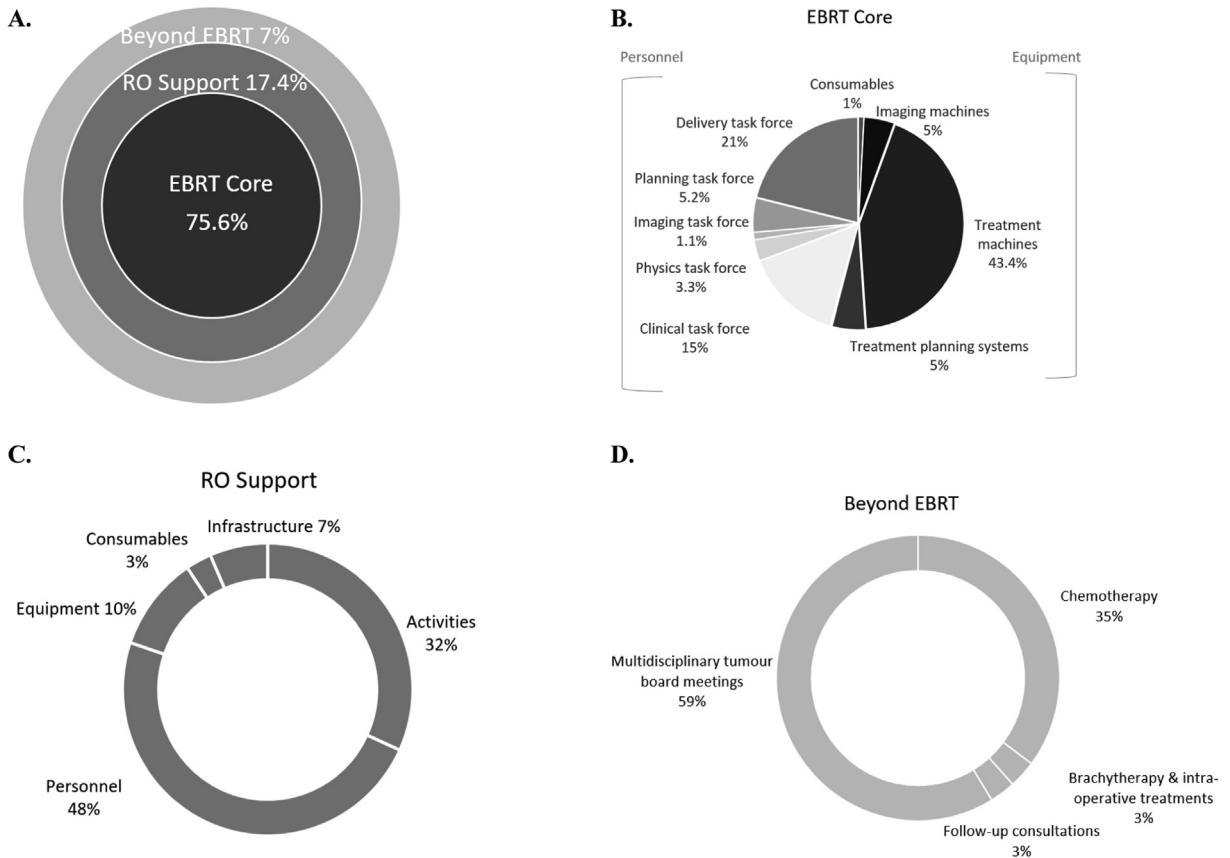 A.
Beyond EBRT 7%
RO Support 17.4%
EBRT Core
75.6%
B.
EBRT Core
Personnel
Equipment
Consumables
1%
Imaging machines
5%
Delivery task force
21%
Planning task force
5.2%
Imaging task force
1.1%
Physics task force
3.3%
Clinical task force
15%
Treatment
machines
43.4%
Treatment planning systems
5%
C.
RO Support
Infrastructure 7%
Consumables
3%
Equipment 10%
Activities
32%
Personnel
48%
D.
Beyond EBRT
Chemotherapy
35%
Multidisciplinary tumour
board meetings
59%
Brachytherapy & intra-
operative treatments
3%
Follow-up consultations
3%